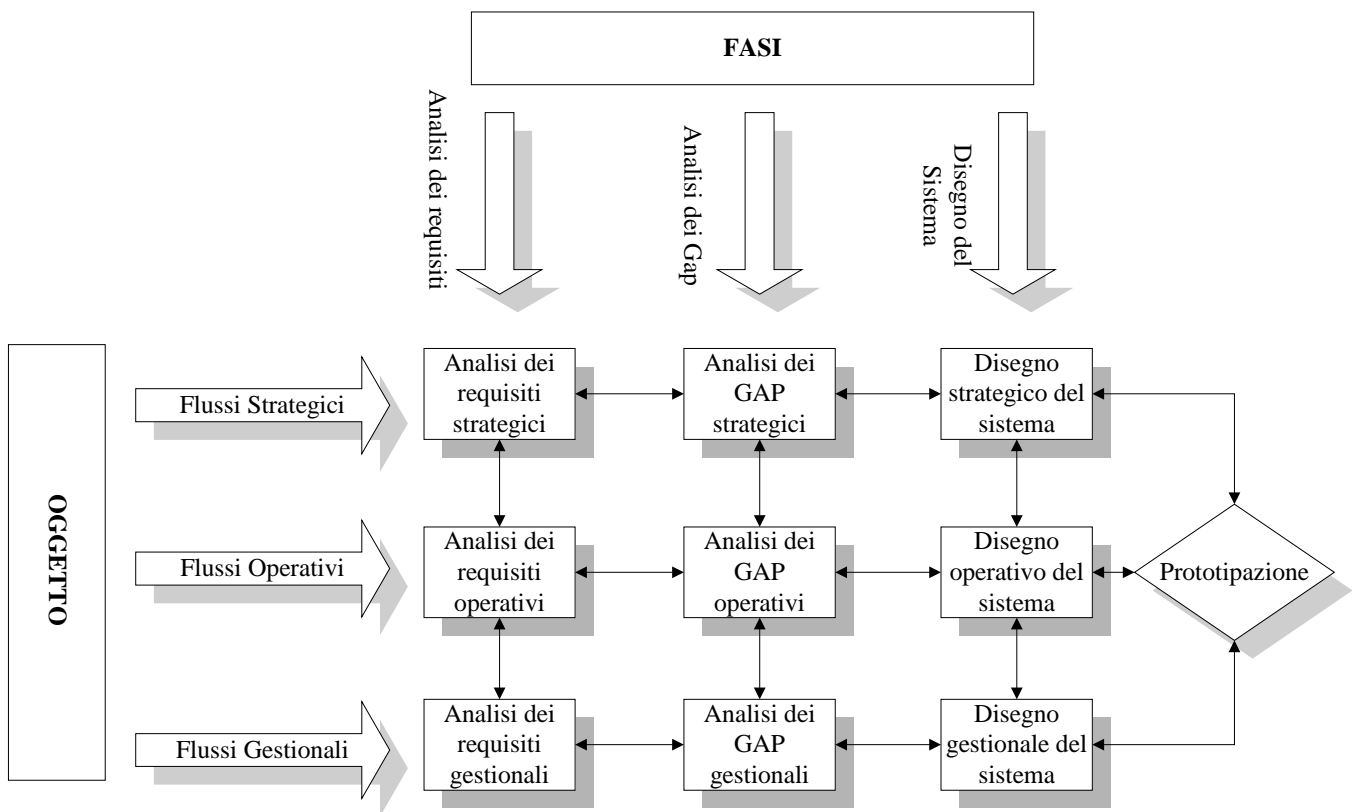 FASI
Analisi dei requisiti
Analisi dei Gap
Disegno del
Sistema
OGGETTO
Flussi Strategici
Analisi dei
requisiti
strategici
Analisi dei
GAP
strategici
Disegno
strategico del
sistema
Flussi Operativi
Analisi dei
requisiti
operativi
Analisi dei
GAP
operativi
Disegno
operativo del
sistema
Prototipazione
Flussi Gestionali
Analisi dei
requisiti
gestionali
Analisi dei
GAP
gestionali
Disegno
gestionale del
sistema